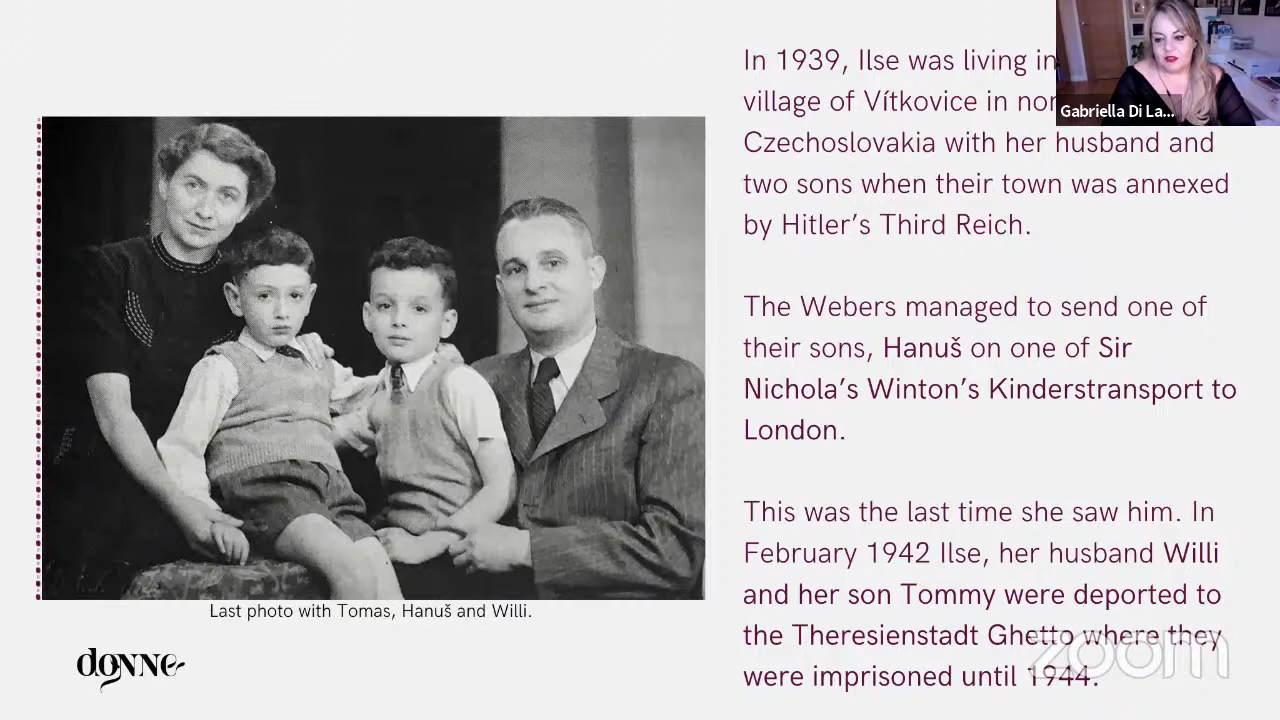 In 1939, Ilse was living in
village of Vítkovice in nor
Czechoslovakia with her husband and
two sons when their town was annexed
by Hitler's Third Reich.
The Webers managed to send one of
their sons, Hanuš on one of Sir
Nichola's Winton's Kinderstransport to
London.
This was the last time she saw him. In
February 1942 Ilse, her husband Willi
and her son Tommy were deported to
the Theresienstadt Ghetto where they
were imprisoned until 1944.
Gabriella Di La...
Last photo with Tomas, Hanuš and Willi.
donne
zoom